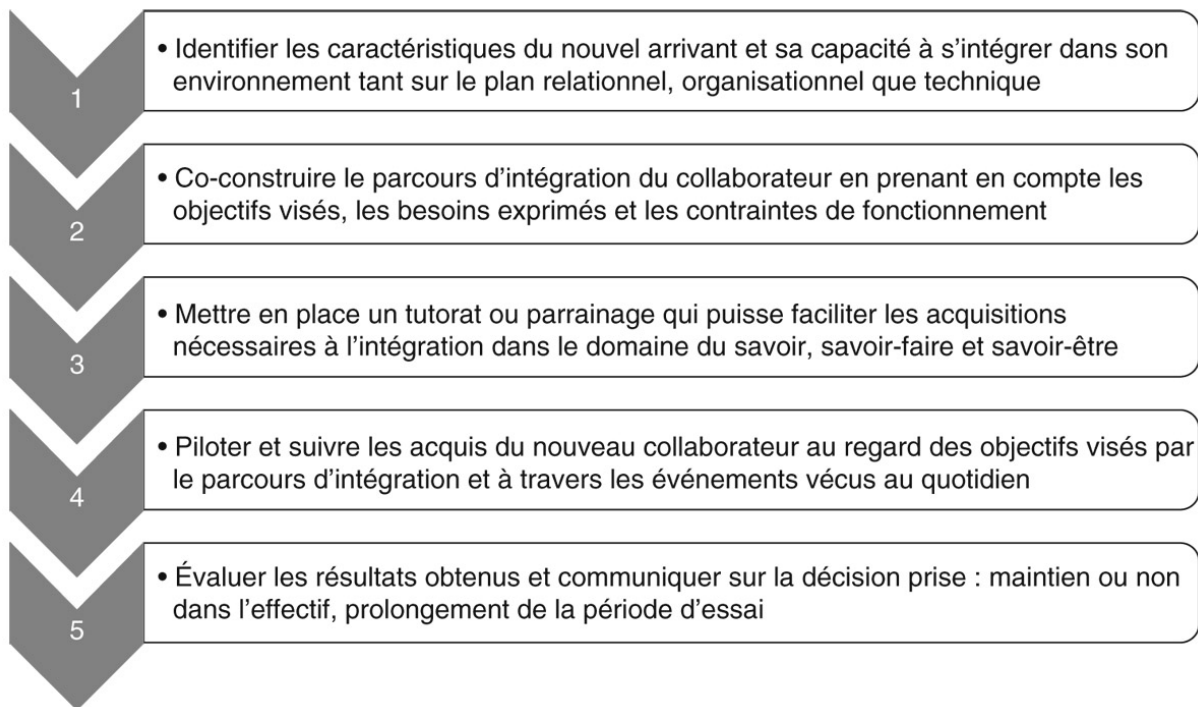 1
• Identifier les caractéristiques du nouvel arrivant et sa capacité à s’intégrer dans son
environnement tant sur le plan relationnel, organisationnel que technique
2
• Co-construire le parcours d’intégration du collaborateur en prenant en compte les
objectifs visés, les besoins exprimés et les contraintes de fonctionnement
3
• Mettre en place un tutorat ou parrainage qui puisse faciliter les acquisitions
nécessaires à l’intégration dans le domaine du savoir, savoir-faire et savoir-être
4
• Piloter et suivre les acquis du nouveau collaborateur au regard des objectifs visés par
le parcours d’intégration et à travers les événements vécus au quotidien
5
• Évaluer les résultats obtenus et communiquer sur la décision prise : maintien ou non
dans l’effectif, prolongement de la période d’essai